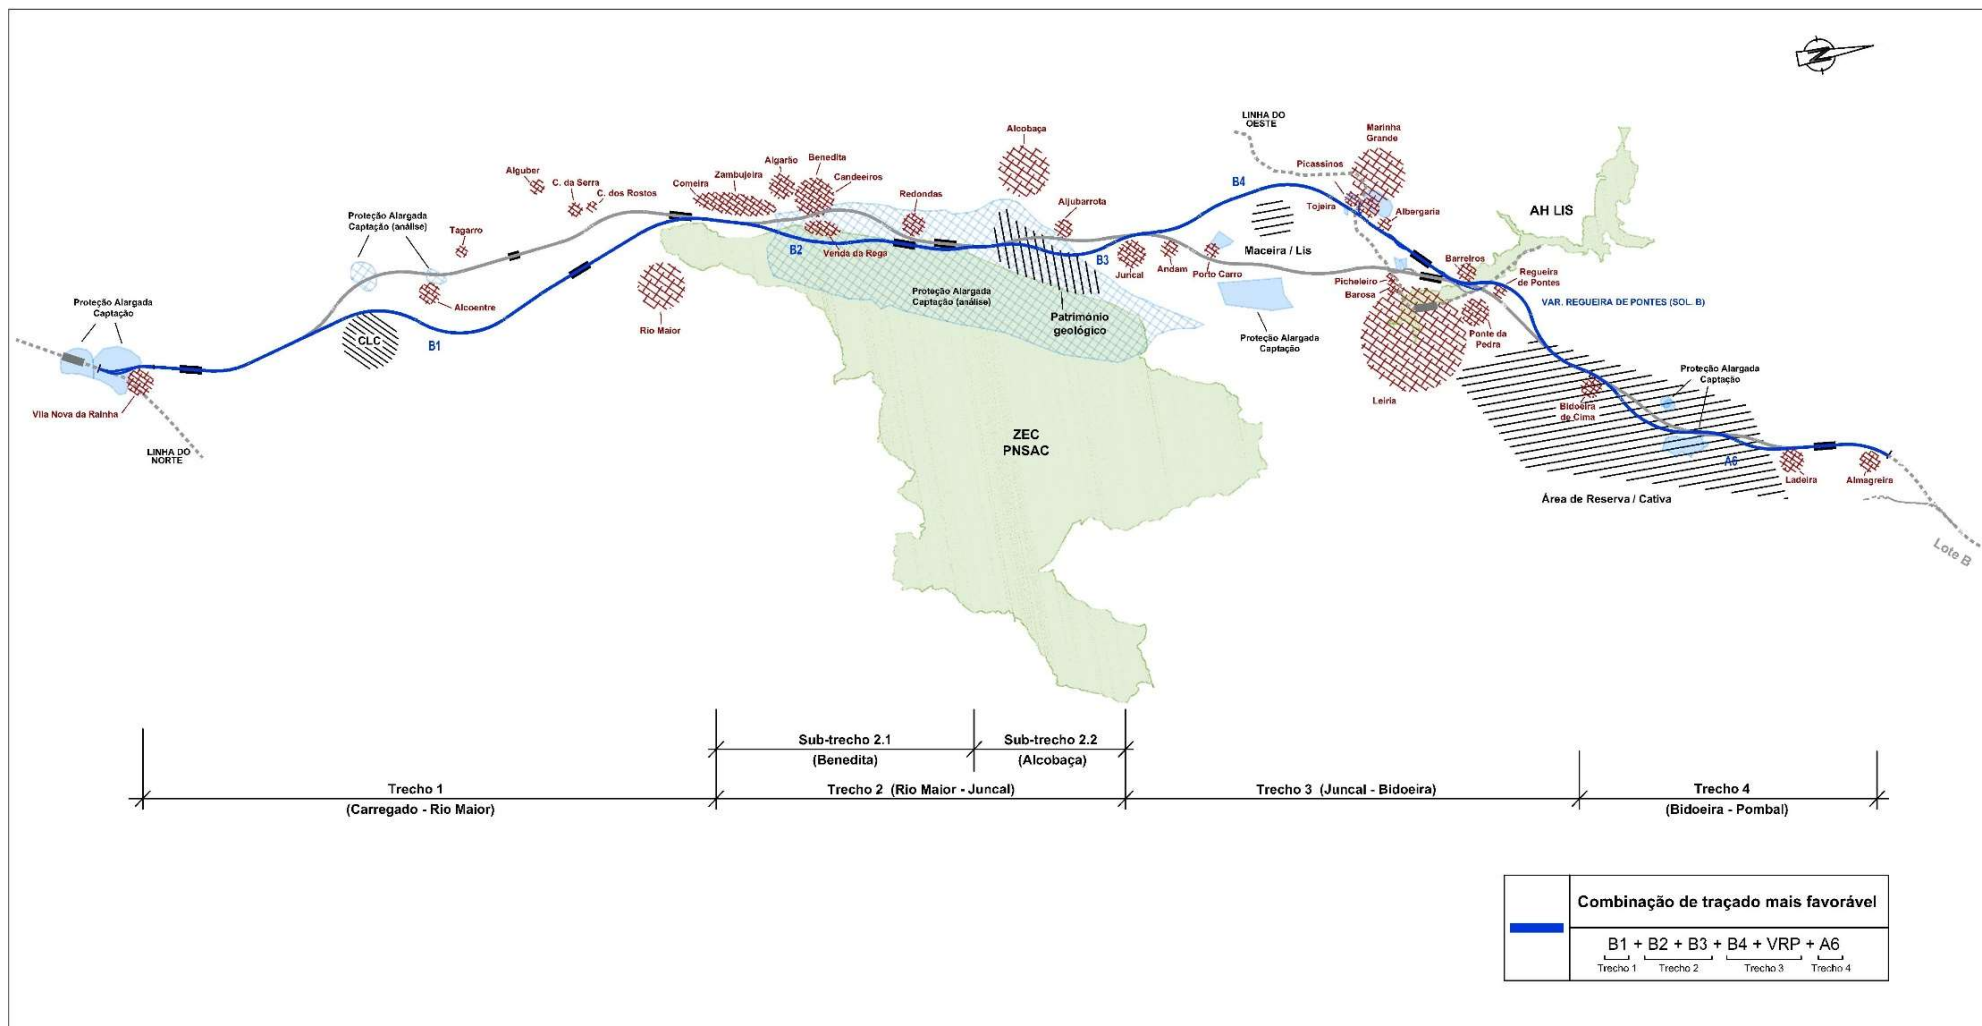 N
LINHA DO
OESTE
Marinha
Grande
Picassinos
Alcobaça
Benedita
Algarão
Candeeiros
Zambujeira
Comeira
Alguber
C. da Serra
C. dos Rostos
Redondas
B4
Tojeira
Albergaria
AH LIS
Proteção Alargada
Captação (análise)
Tagarro
Aljubarrota
Maceira / Lis
B2
Venda da Rega
B3
Juncal
Andam
Porto Carro
Barreiros
Regueira
de Pontes
Picheleiro
Barosa
VAR. REGUEIRA DE PONTES (SOL. B)
Proteção Alargada
Captação
Alcoentre
Proteção Alargada
Captação (análise)
Património
geológico
Rio Maior
CLC
B1
Proteção Alargada
Captação
Ponte da
Pedra
Proteção Alargada
Captação
Vila Nova da Rainha
Leiria
Bidoeira
de Cima
LINHA DO
NORTE
ZEC
PNSAC
A6
Ladeira
Almagreira
Área de Reserva / Cativa
Lote B
Sub-trecho 2.1
(Benedita)
Sub-trecho 2.2
(Alcobaça)
Trecho 1
(Carregado - Rio Maior)
Trecho 2 (Rio Maior - Juncal)
Trecho 3 (Juncal - Bidoeira)
Trecho 4
(Bidoeira - Pombal)
Combinação de traçado mais favorável
B1 + B2 + B3 + B4 + VRP + A6
Trecho 1 Trecho 2 Trecho 3 Trecho 4